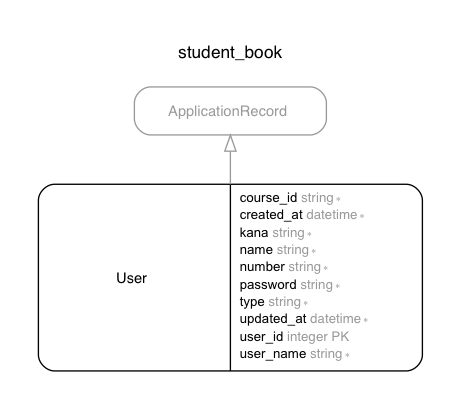 student_book
ApplicationRecord
User
course_id string *
created_at datetime *
kana string *
name string *
number string *
password string *
type string *
updated_at datetime *
user_id integer PK
user_name string *